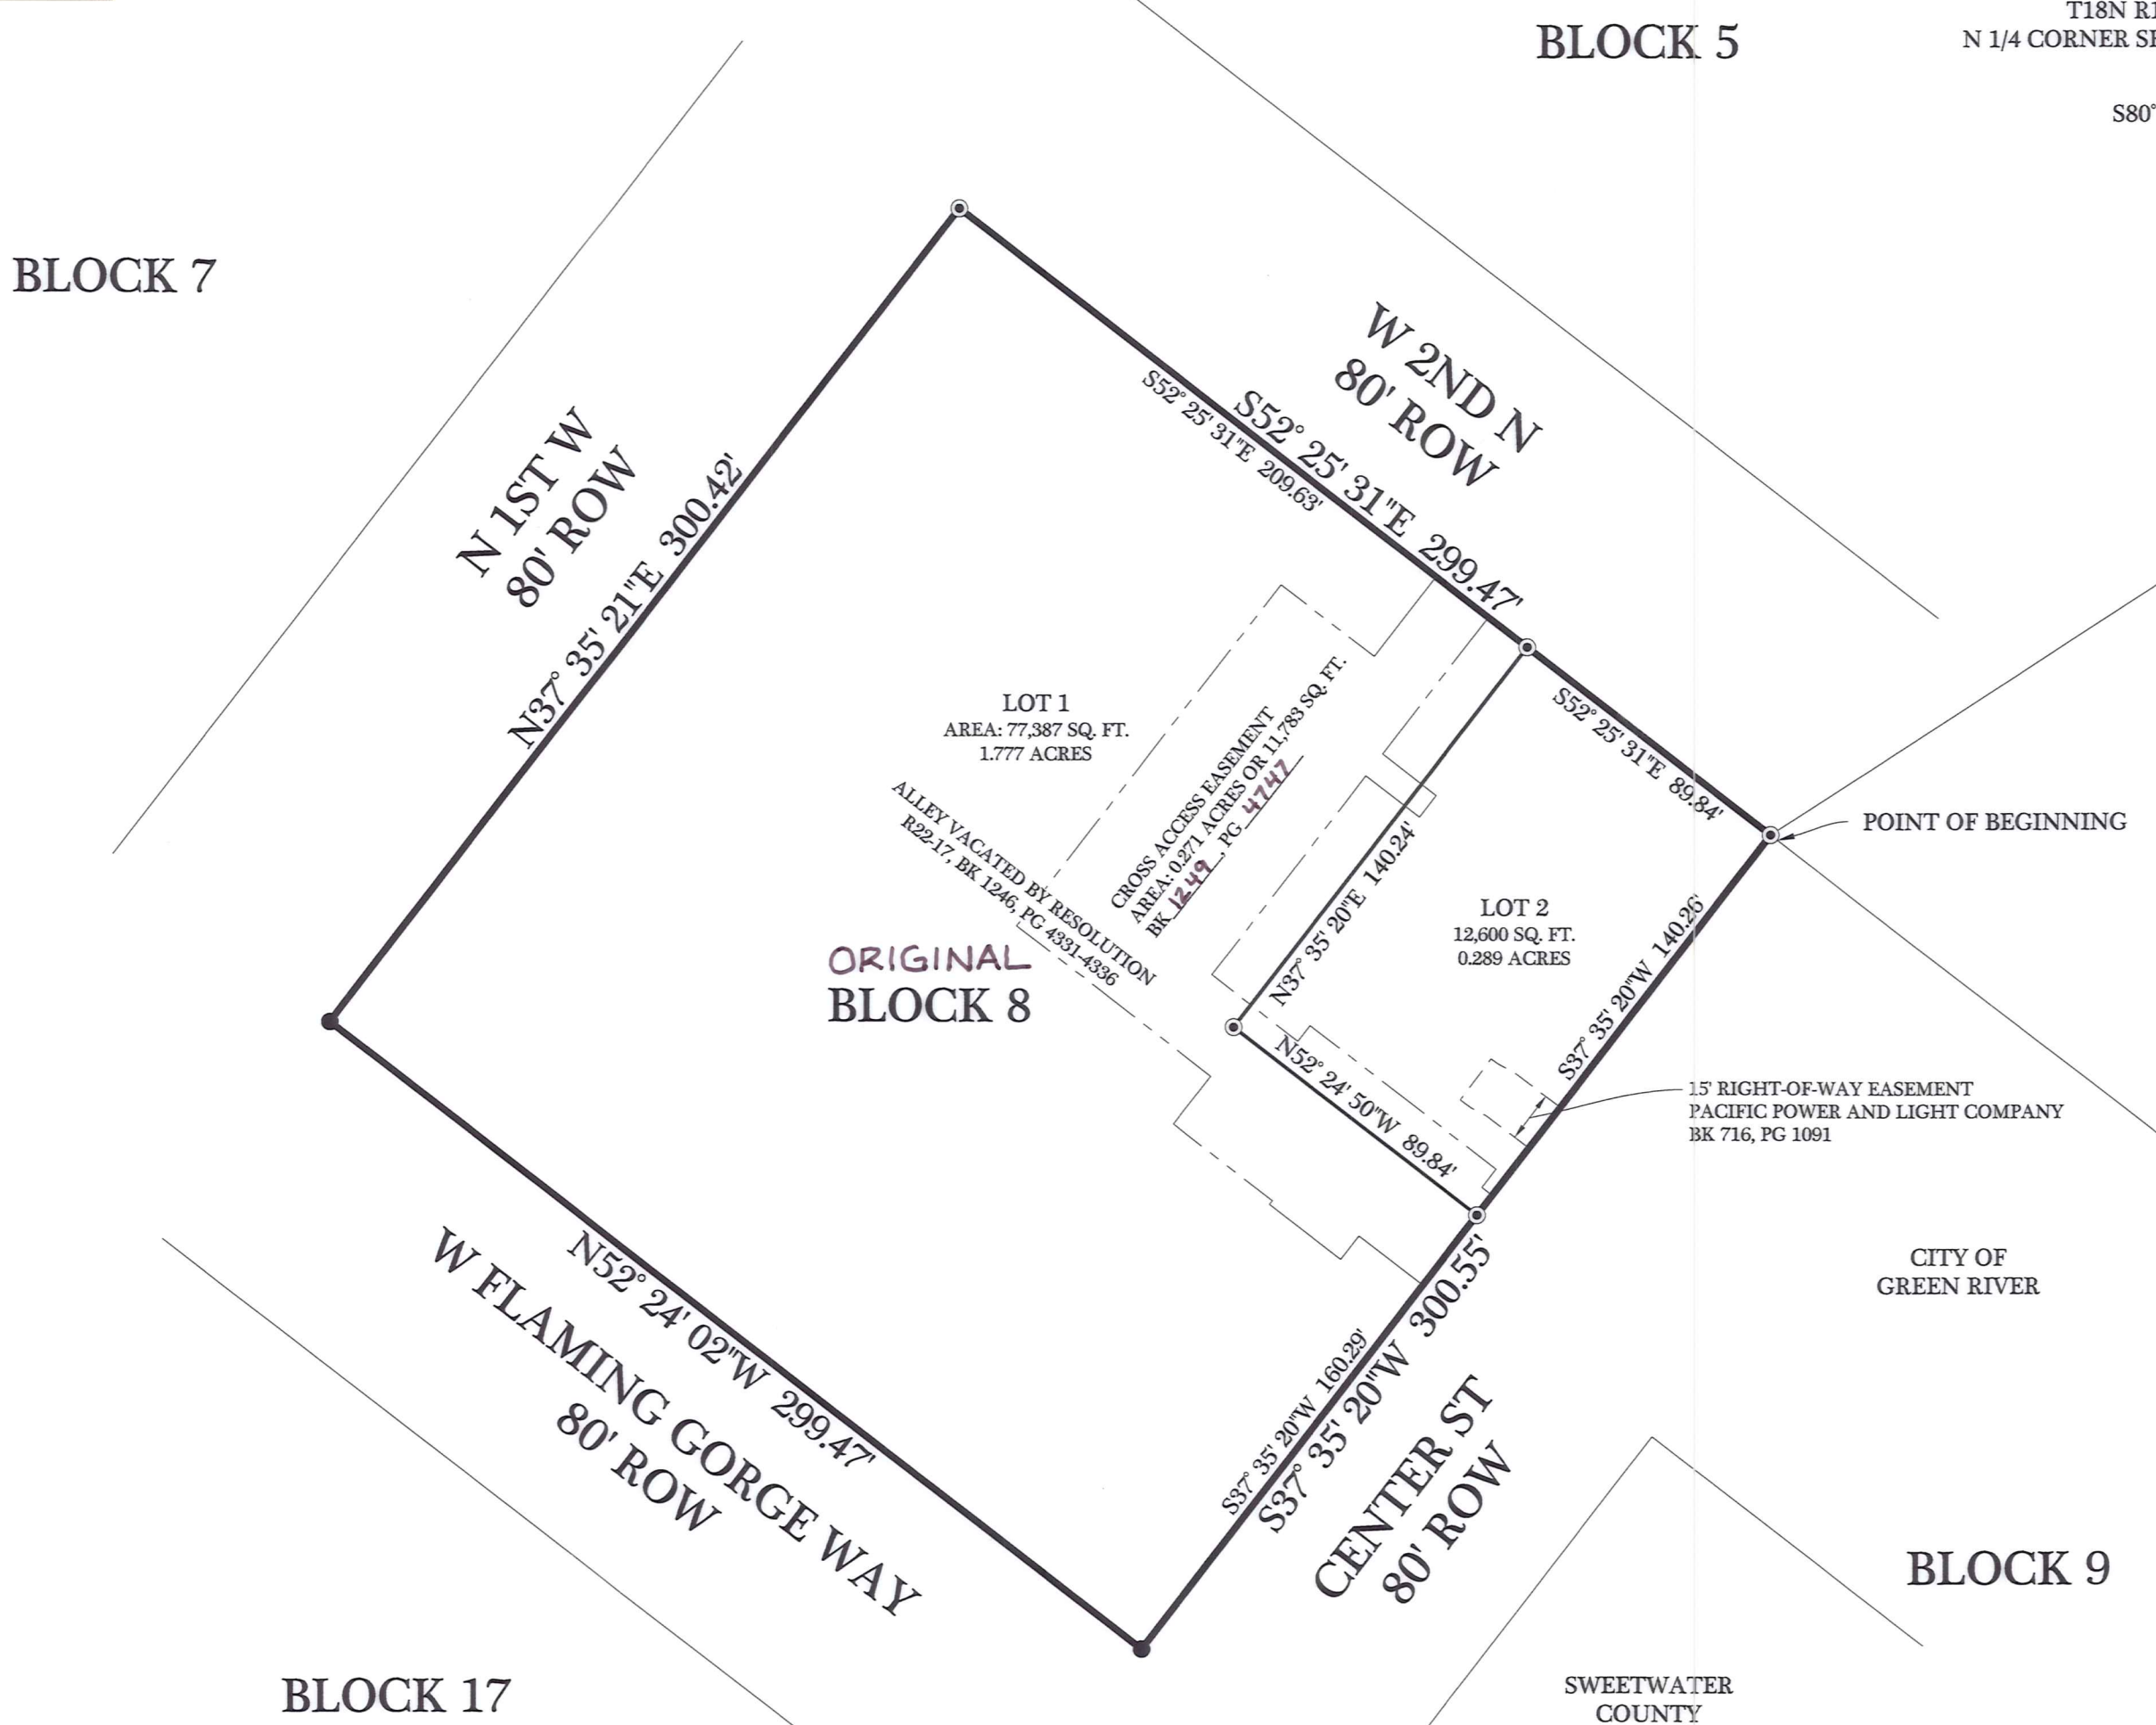 T18N R1
N 1/4 CORNER SE
BLOCK 5
S80°
BLOCK 7
W 2ND N
80' ROW
S52° 25' 31"E 299.47'
S52° 25' 31"E 209.63'
N 1ST W
80' ROW
N37° 35' 21"E 300.42'
LOT 1
AREA: 77,387 SQ. FT.
1.777 ACRES
CROSS ACCESS EASEMENT
AREA: 0.271 ACRES OR 11,783 SQ. FT.
BK 1249, PG 4747
S52° 25' 31"E 89.84'
POINT OF BEGINNING
ALLEY VACATED BY RESOLUTION
R22-17, BK 1246, PG 4331-4336
N37° 35' 20"E 140.24'
LOT 2
12,600 SQ. FT.
0.289 ACRES
S37° 35' 20"W 140.26'
ORIGINAL
BLOCK 8
N52° 24' 50"W 89.84'
15' RIGHT-OF-WAY EASEMENT
PACIFIC POWER AND LIGHT COMPANY
BK 716, PG 1091
CITY OF
GREEN RIVER
N52° 24' 02"W 299.47'
W FLAMING GORGE WAY
80' ROW
S37° 35' 20"W 160.29'
S37° 35' 20"W 300.55'
CENTER ST
80' ROW
BLOCK 9
BLOCK 17
SWEETWATER
COUNTY